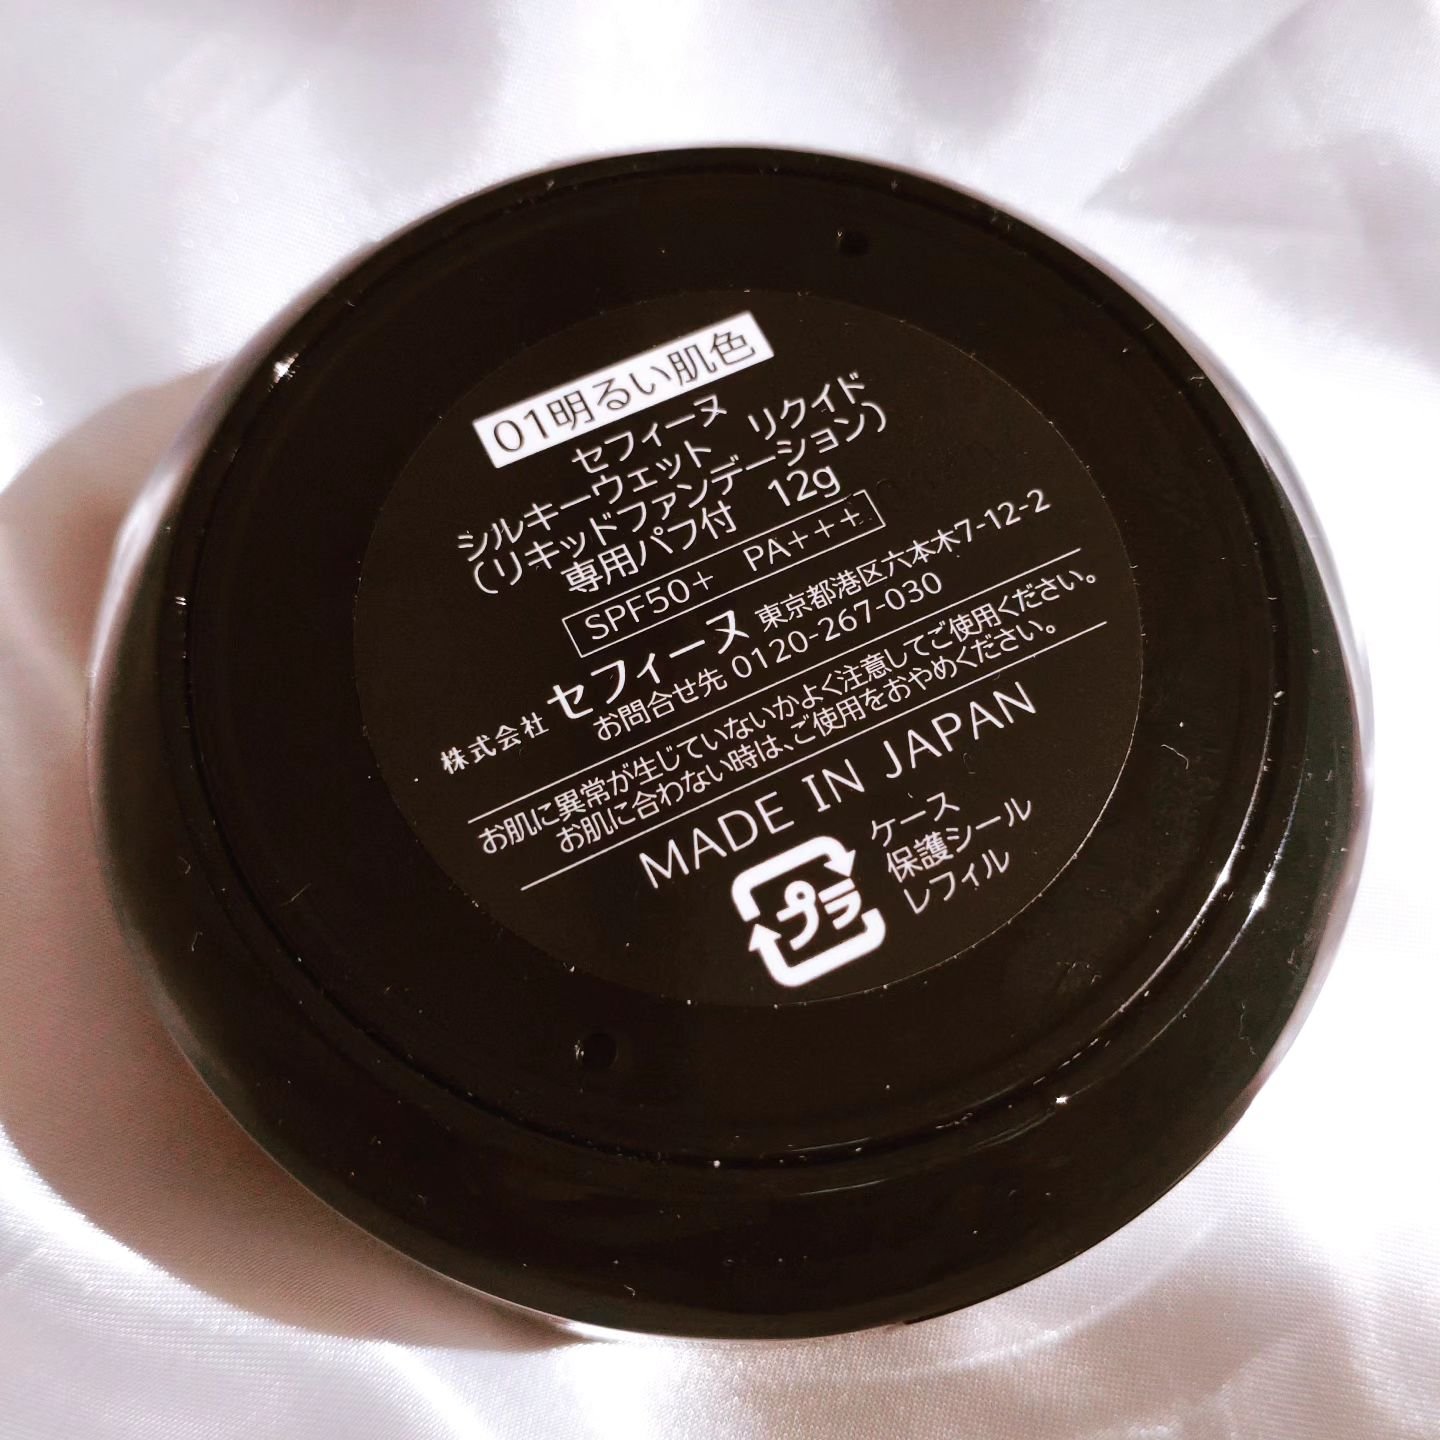 01明るい肌色
セフィーヌ
シルキーウェット　リクイド
(リキッドファンデーション)
専用パフ付　12g
SPF50+　PA+++
株式会社 セフィーヌ 東京都港区六本木7-12-2
お問合せ先 0120-267-030
お肌に異常が生じていないかよく注意してご使用ください。
お肌に合わない時は、ご使用をおやめください。
MADE IN JAPAN
プラ
ケース
保護シール
レフィル